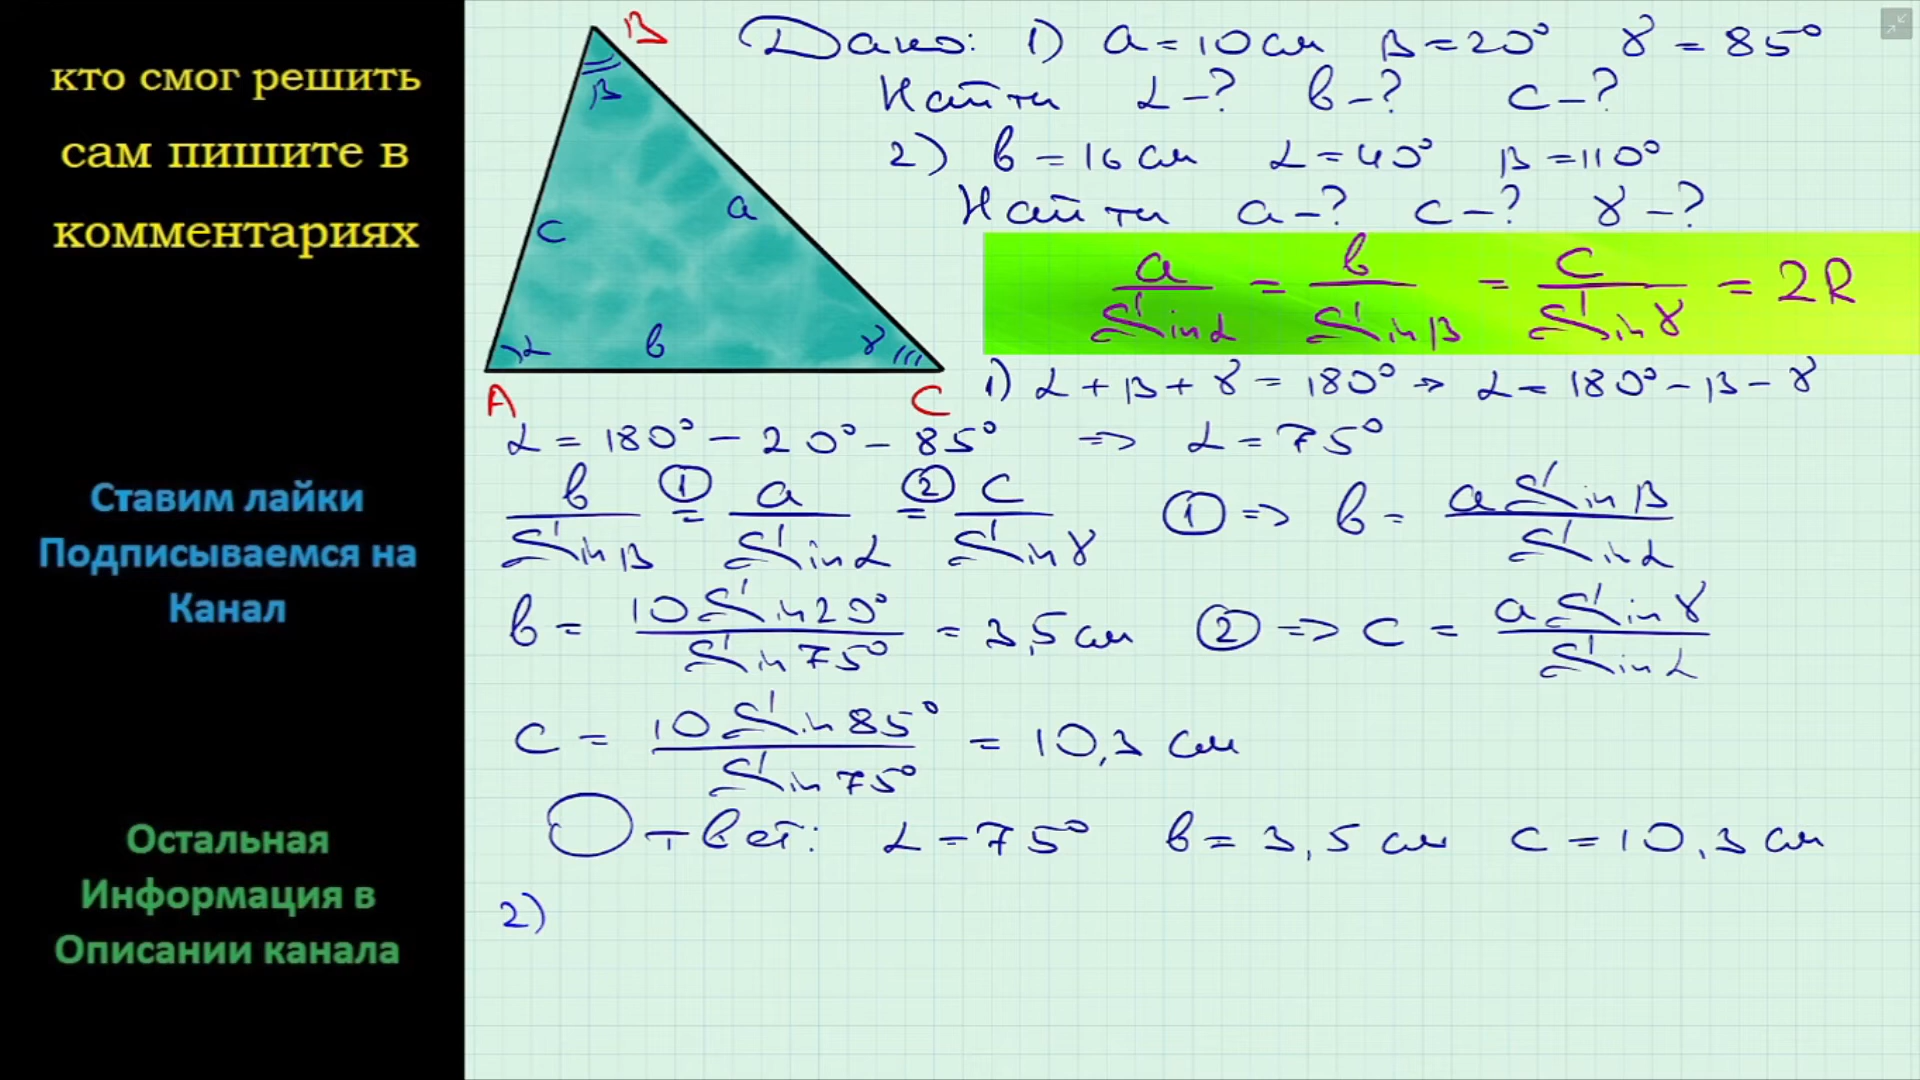 кто смог решить
сам пишите в
комментариях
Ставим лайки
Подписываемся на
Канал
Остальная
Информация в
Описании канала
B
β
c
a
α
b
γ
A
C
Дано: 1) a = 10 см β = 20° γ = 85°
Найти α - ? b - ? c - ?
2) b = 16 см α = 40° β = 110°
Найти a - ? c - ? γ - ?
a/Sin α = b/Sin β = c/Sin γ = 2R
1) α + β + γ = 180° ⇒ α = 180° - β - γ
α = 180° - 20° - 85° ⇒ α = 75°
b/Sin β =① a/Sin α =② c/Sin γ ① ⇒ b = a Sin β/Sin α
b = 10 Sin 20°/Sin 75° = 3,5 см ② ⇒ c = a Sin γ/Sin α
c = 10 Sin 85°/Sin 75° = 10,3 см
Ответ: α = 75° b = 3,5 см c = 10,3 см
2)